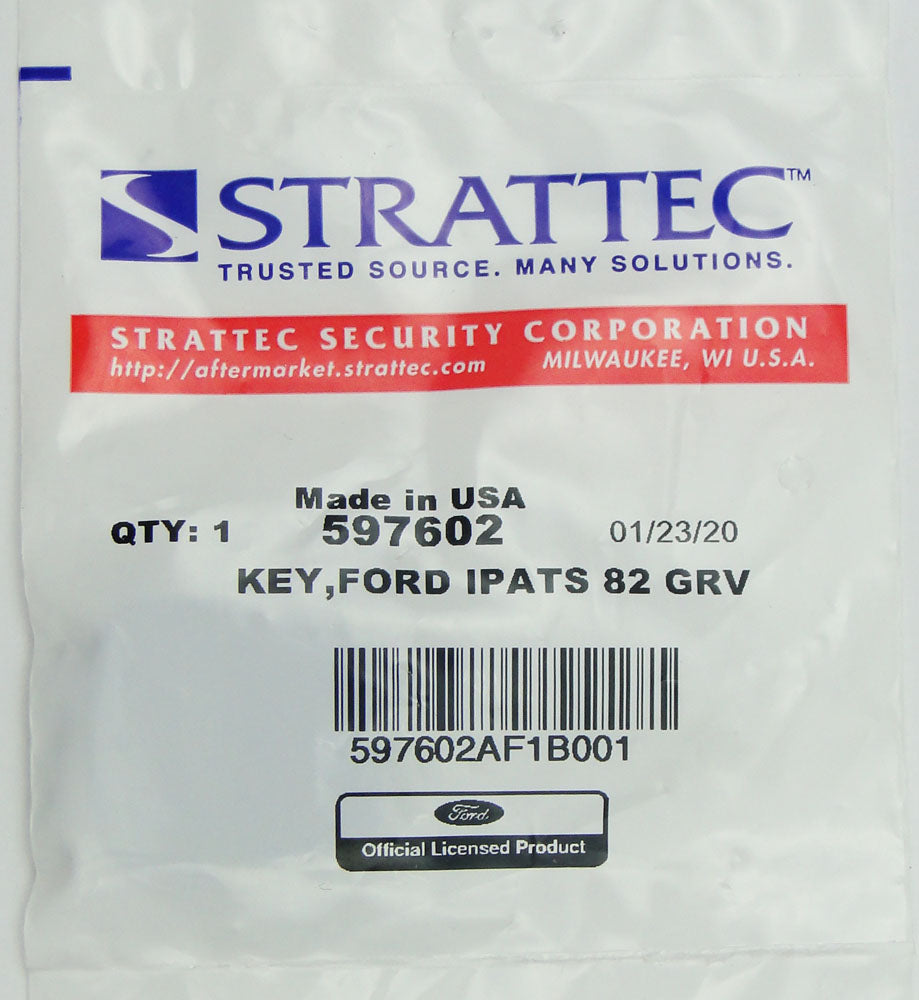 STRATTEC™
TRUSTED SOURCE. MANY SOLUTIONS.
STRATTEC SECURITY CORPORATION
http://aftermarket.strattec.com MILWAUKEE, WI U.S.A.
Made in USA
QTY: 1 597602 01/23/20
KEY,FORD IPATS 82 GRV
597602AF1B001
Ford
Official Licensed Product